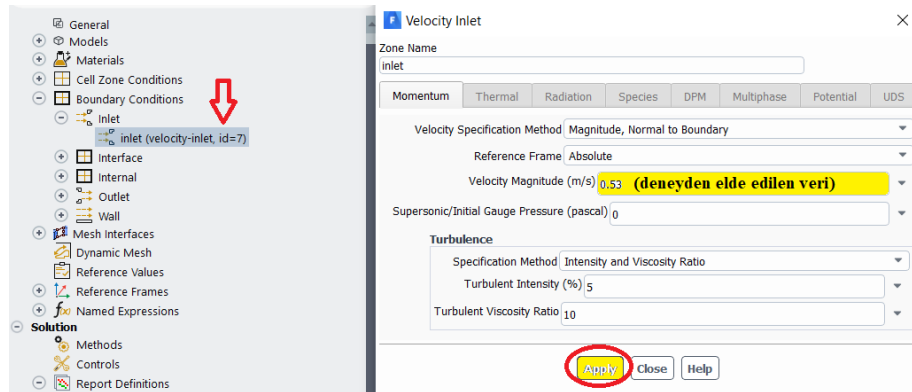 General
Models
Materials
Cell Zone Conditions
Boundary Conditions
Inlet
inlet (velocity-inlet, id=7)
Interface
Internal
Outlet
Wall
Mesh Interfaces
Dynamic Mesh
Reference Values
Reference Frames
Named Expressions
Solution
Methods
Controls
Report Definitions
F Velocity Inlet
Zone Name
inlet
Momentum Thermal Radiation Species DPM Multiphase Potential UDS
Velocity Specification Method Magnitude, Normal to Boundary
Reference Frame Absolute
Velocity Magnitude (m/s) 0.53 (deneyden elde edilen veri)
Supersonic/Initial Gauge Pressure (pascal) 0
Turbulence
Specification Method Intensity and Viscosity Ratio
Turbulent Intensity (%) 5
Turbulent Viscosity Ratio 10
Apply Close Help